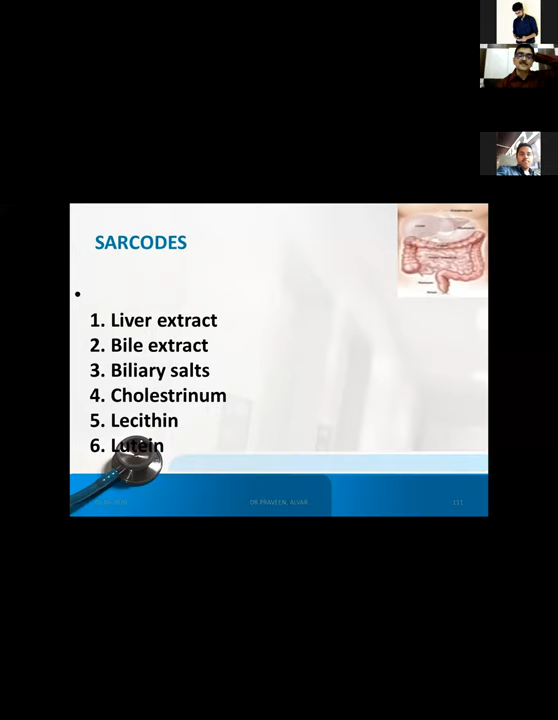 SARCODES
•
1. Liver extract
2. Bile extract
3. Biliary salts
4. Cholestrinum
5. Lecithin
6. Lutein
DR PRAVEEN, ALVAR
111